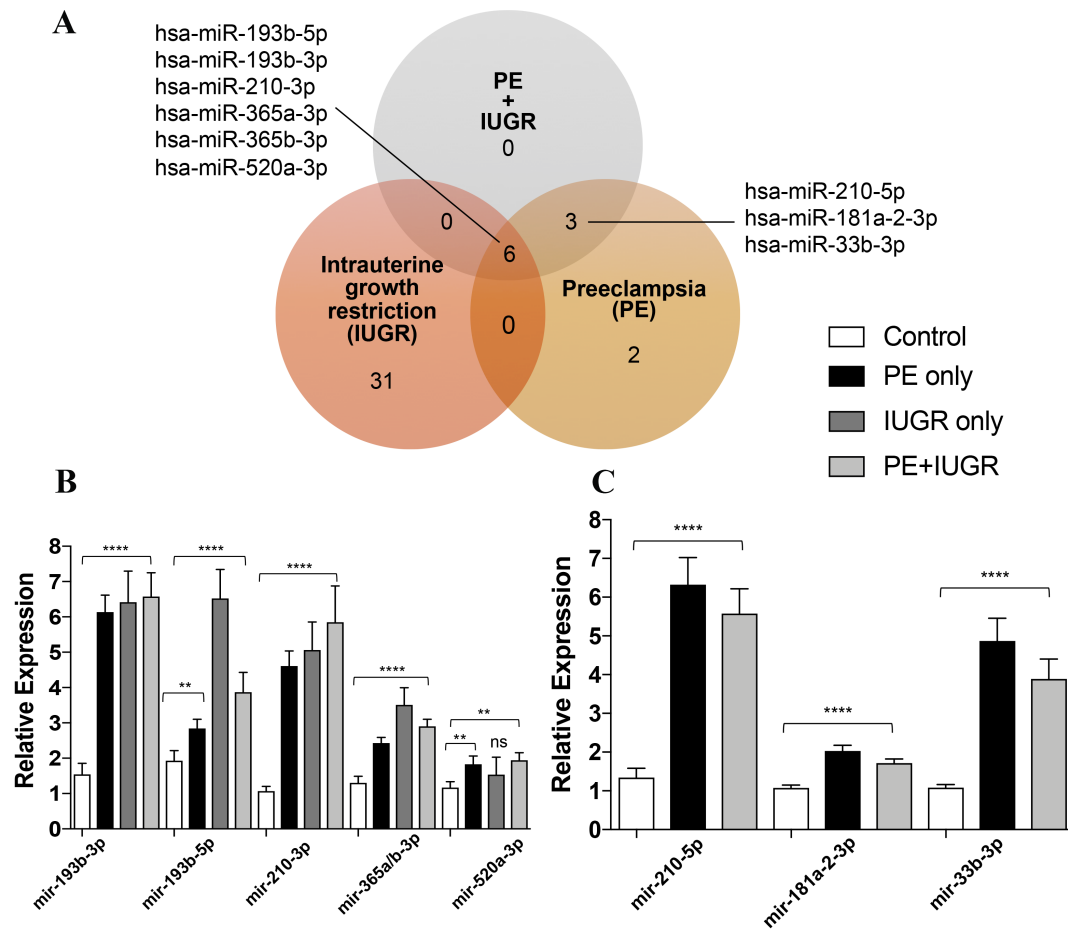 A
hsa-miR-193b-5p
hsa-miR-193b-3p
hsa-miR-210-3p
hsa-miR-365a-3p
hsa-miR-365b-3p
hsa-miR-520a-3p
PE
+
IUGR
0
hsa-miR-210-5p
hsa-miR-181a-2-3p
hsa-miR-33b-3p
0
3
6
Intrauterine
growth
restriction
(IUGR)
31
0
Preeclampsia
(PE)
2
Control
PE only
IUGR only
PE+IUGR
B
Relative Expression
8
7
6
5
4
3
2
1
0
****
**
****
****
****
**
ns
**
mir-193b-3p
mir-193b-5p
mir-210-3p
mir-365a/b-3p
mir-520a-3p
C
Relative Expression
8
7
6
5
4
3
2
1
0
****
****
****
mir-210-5p
mir-181a-2-3p
mir-33b-3p